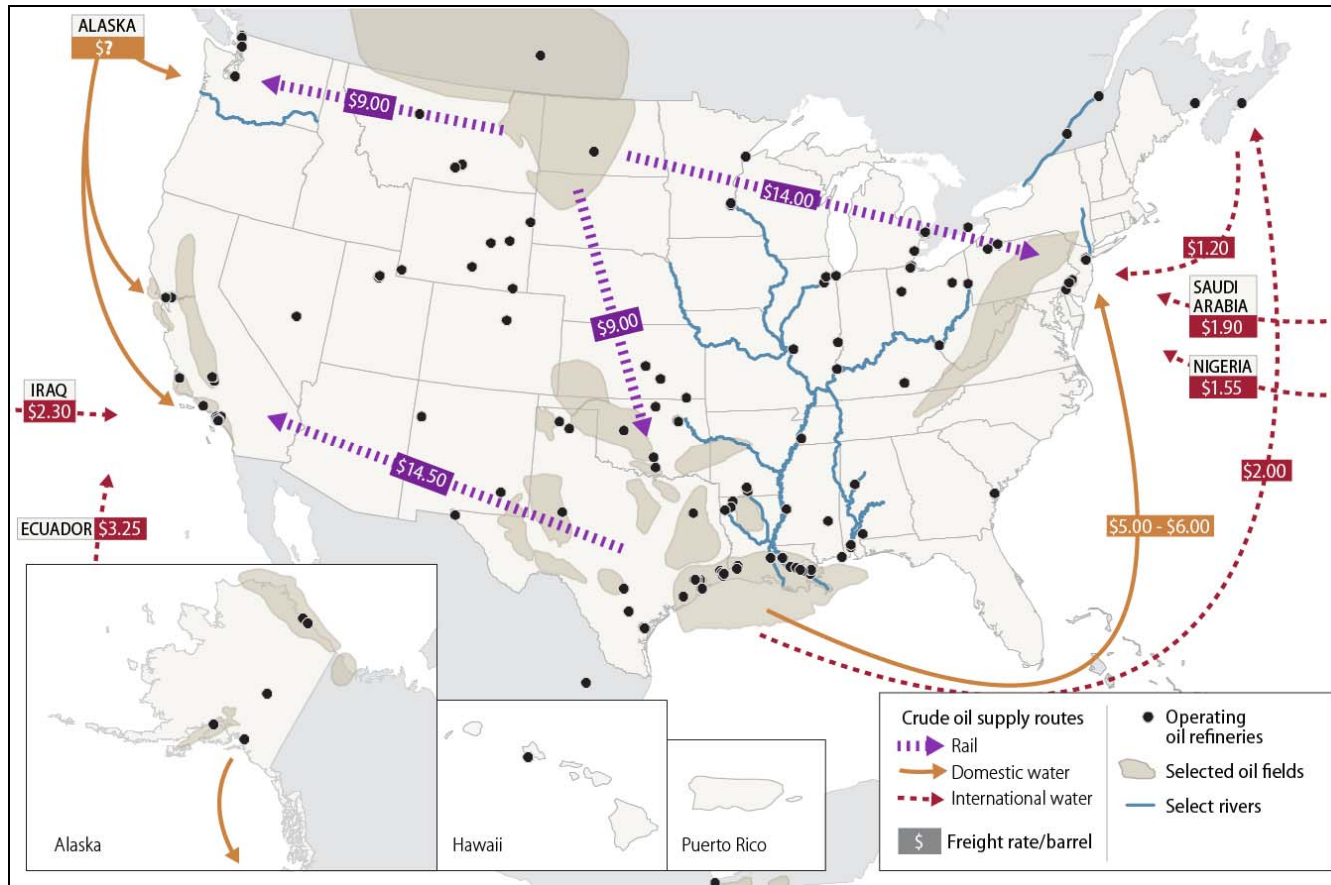 ALASKA
$?
$9.00
$14.00
$1.20
SAUDI
ARABIA
$1.90
$9.00
NIGERIA
$1.55
IRAQ
$2.30
$14.50
$2.00
ECUADOR $3.25
$5.00 - $6.00
Alaska
Hawaii
Puerto Rico
Crude oil supply routes
Rail
Domestic water
International water
$ Freight rate/barrel
Operating
oil refineries
Selected oil fields
Select rivers